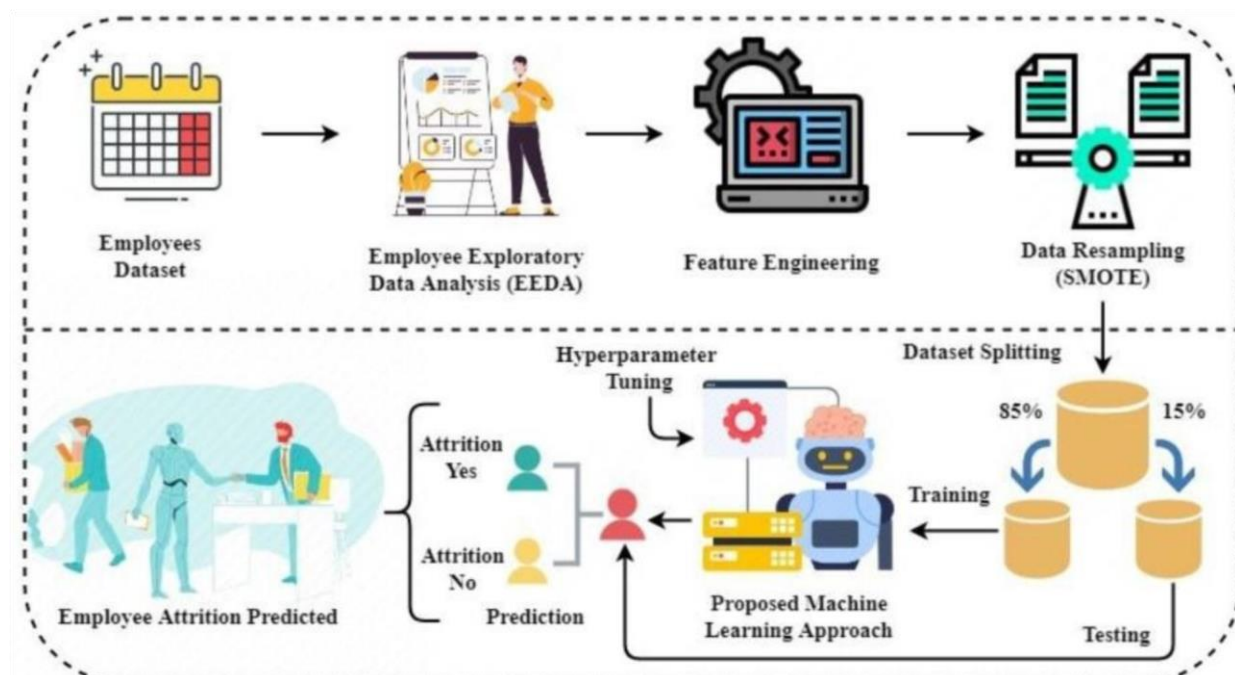 Employees
Dataset
Employee Exploratory
Data Analysis (EEDA)
Feature Engineering
Data Resampling
(SMOTE)
Dataset Splitting
85%
15%
Hyperparameter
Tuning
Training
Attrition
Yes
Attrition
No
Prediction
Employee Attrition Predicted
Proposed Machine
Learning Approach
Testing